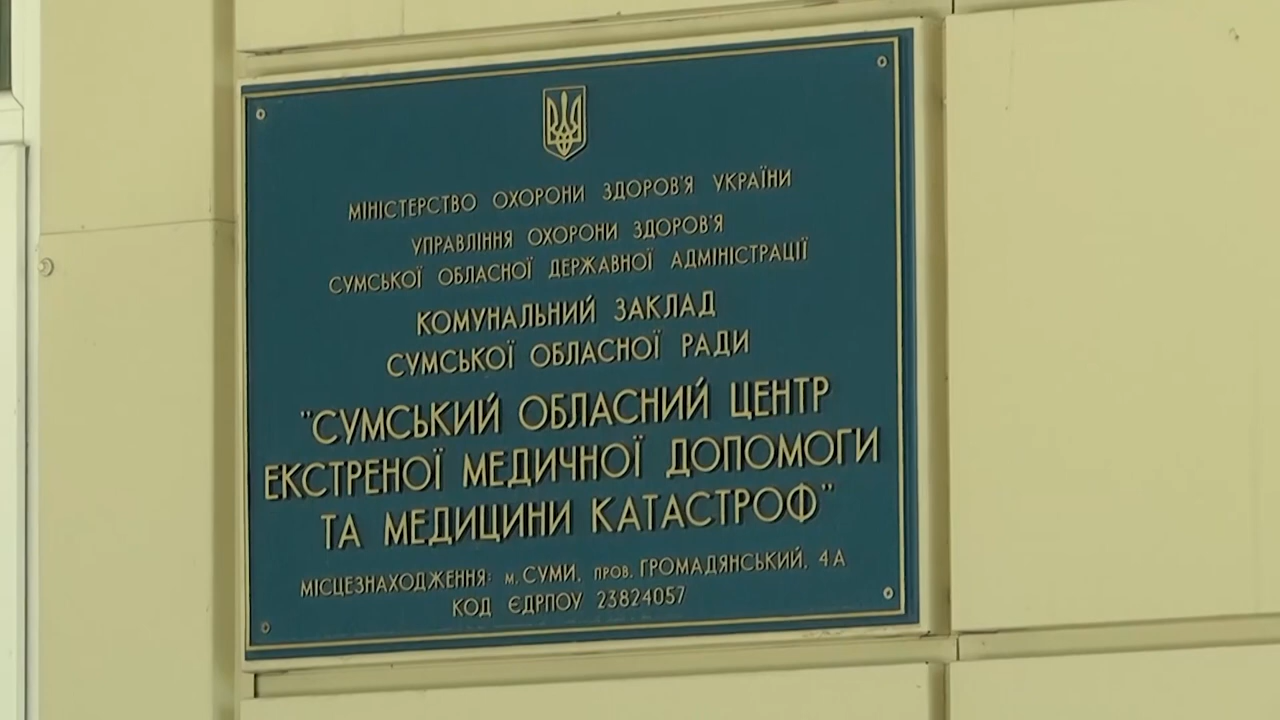 МІНІСТЕРСТВО ОХОРОНИ ЗДОРОВ'Я УКРАЇНИ
УПРАВЛІННЯ ОХОРОНИ ЗДОРОВ'Я
СУМСЬКОЇ ОБЛАСНОЇ ДЕРЖАВНОЇ АДМІНІСТРАЦІЇ
КОМУНАЛЬНИЙ ЗАКЛАД
СУМСЬКОЇ ОБЛАСНОЇ РАДИ
"СУМСЬКИЙ ОБЛАСНИЙ ЦЕНТР
ЕКСТРЕНОЇ МЕДИЧНОЇ ДОПОМОГИ
ТА МЕДИЦИНИ КАТАСТРОФ"
МІСЦЕЗНАХОДЖЕННЯ: м. СУМИ, пров. ГРОМАДЯНСЬКИЙ, 4 А
КОД ЄДРПОУ 23824057